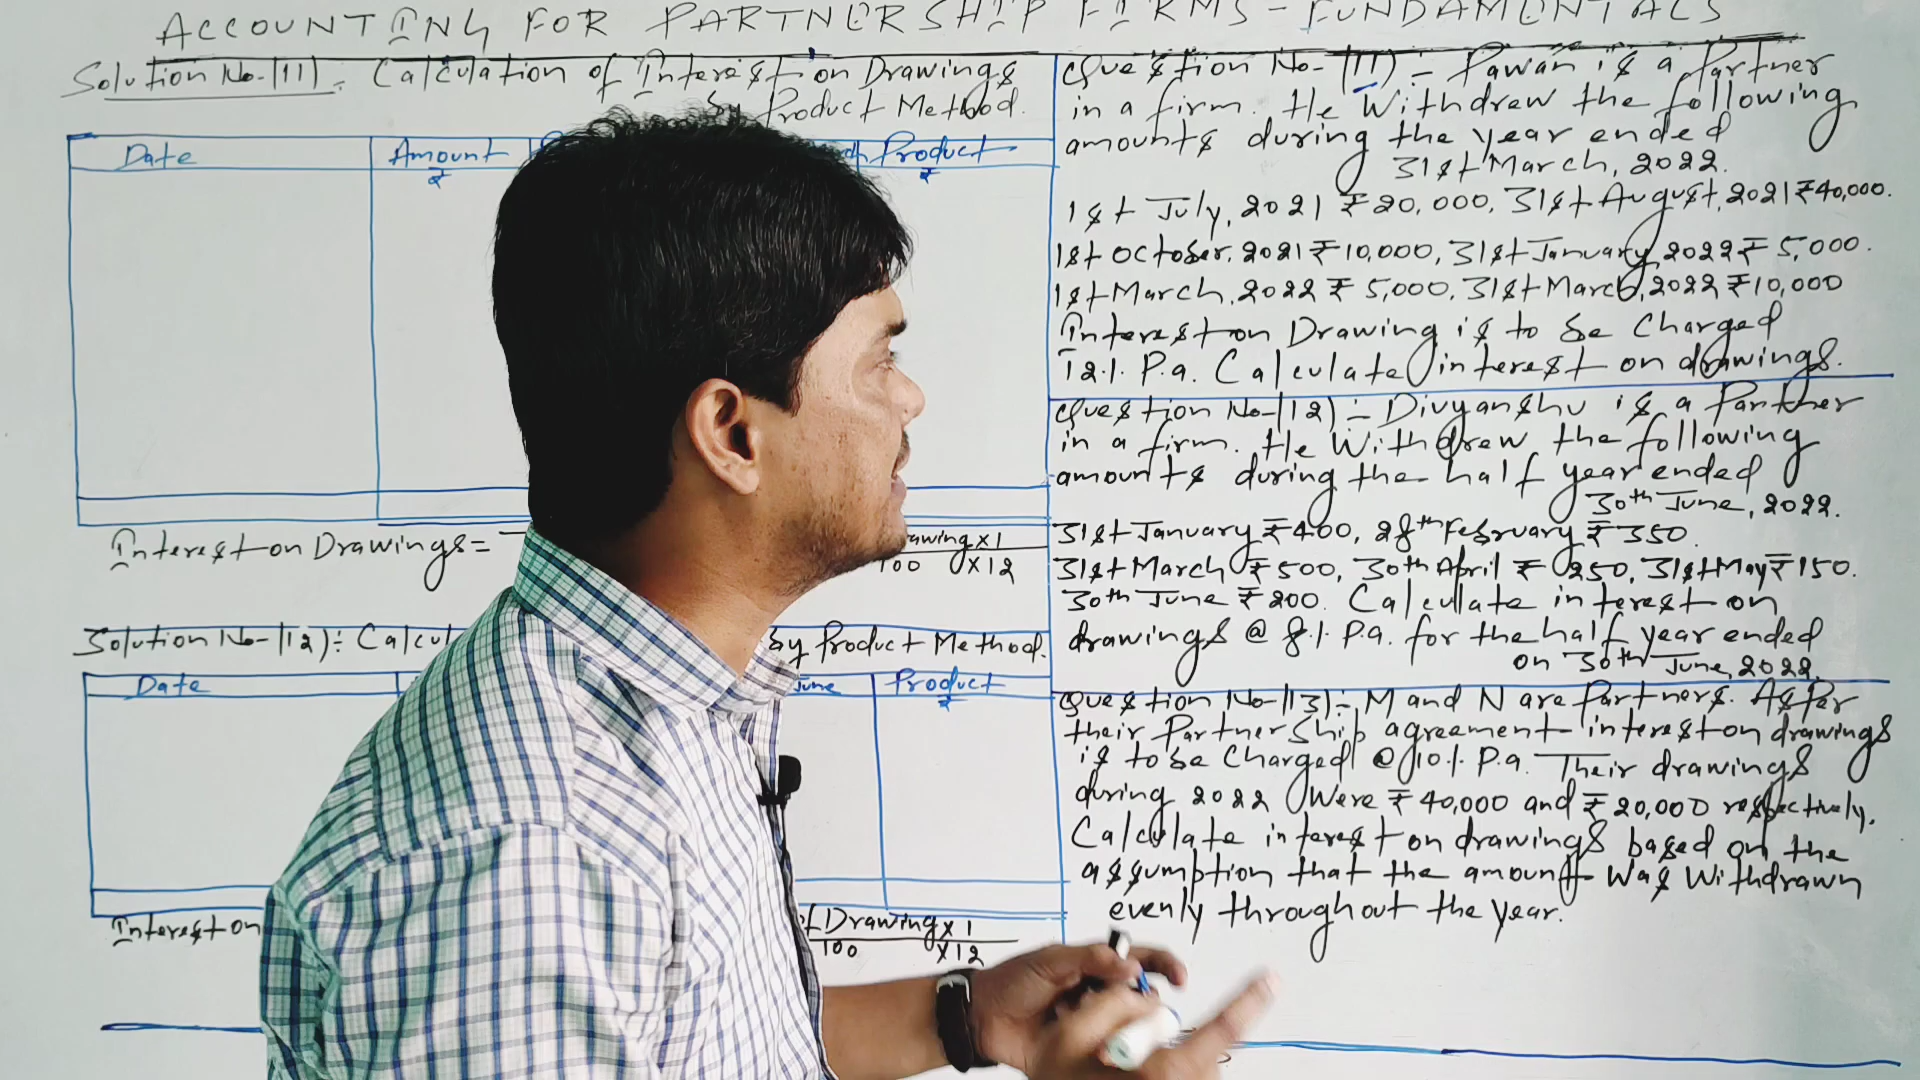 ACCOUNTING FOR PARTNERSHIP FIRMS - FUNDAMENTALS
Solution No-(11) :- Calculation of Interest on Drawings
by Product Method.
Date Amount Product
₹ ₹
Interest on Drawings =
Drawing x 1
100 x 12
Solution No-(12) :- by Product Method.
Date June Product
₹
Interest on of Drawing x 1
100 x 12
Question No- (11) :- Pawan is a Partner
in a firm. He Withdrew the following
amounts during the year ended
31st March, 2022.
1st July, 2021 ₹ 20,000, 31st August, 2021 ₹40,000.
1st October, 2021 ₹ 10,000, 31st January, 2022 ₹ 5,000.
1st March, 2022 ₹ 5,000, 31st March, 2022 ₹10,000
Interest on Drawing is to be Charged
12% P.a. Calculate interest on drawings.
Question No-(12) :- Divyanshu is a Partner
in a firm. He Withdrew the following
amounts during the half year ended
30th June, 2022.
31st January ₹400, 28th February ₹ 350.
31st March ₹500, 30th April ₹ 250, 31st May ₹150.
30th June ₹200. Calculate interest on
drawings @ 8% P.a. for the half year ended
on 30th June, 2022.
Question No-(13) :- M and N are Partners. As Per
their Partnership agreement interest on drawings
is to be Charged @ 10% P.a. Their drawings
during 2022 Were ₹ 40,000 and ₹ 20,000 respectively.
Calculate interest on drawings based on the
assumption that the amount Was Withdrawn
evenly throughout the year.